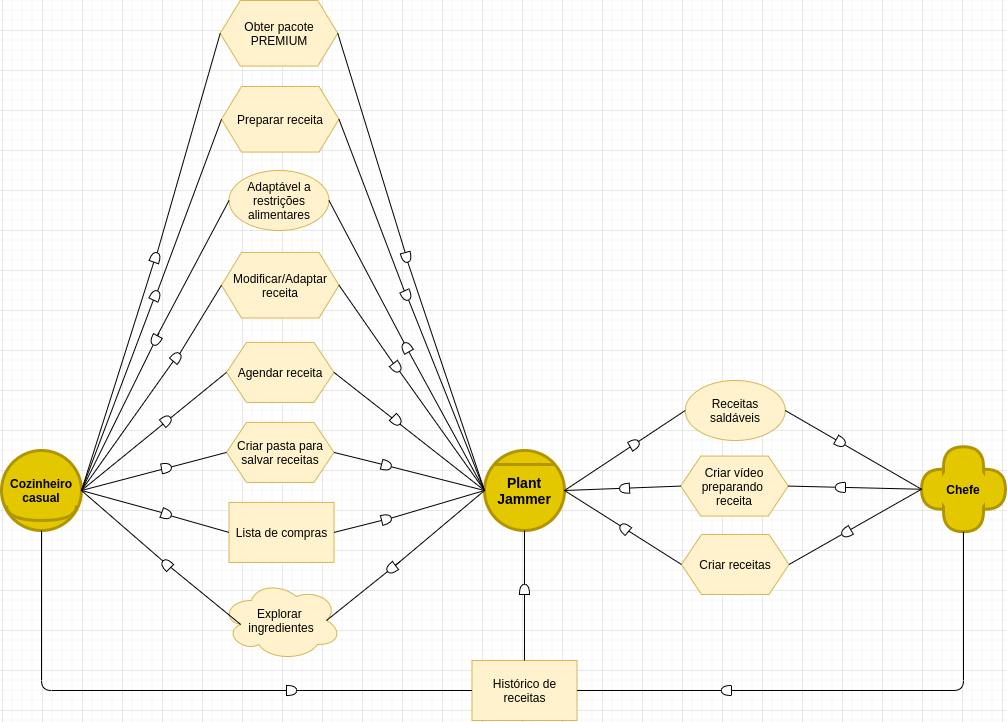 Obter pacote
PREMIUM
Preparar receita
Adaptável a
restrições
alimentares
Modificar/Adaptar
receita
Agendar receita
Criar pasta para
salvar receitas
Lista de compras
Explorar
ingredientes
Cozinheiro
casual
Plant
Jammer
Receitas
saldáveis
Criar vídeo
preparando
receita
Criar receitas
Chefe
Histórico de
receitas